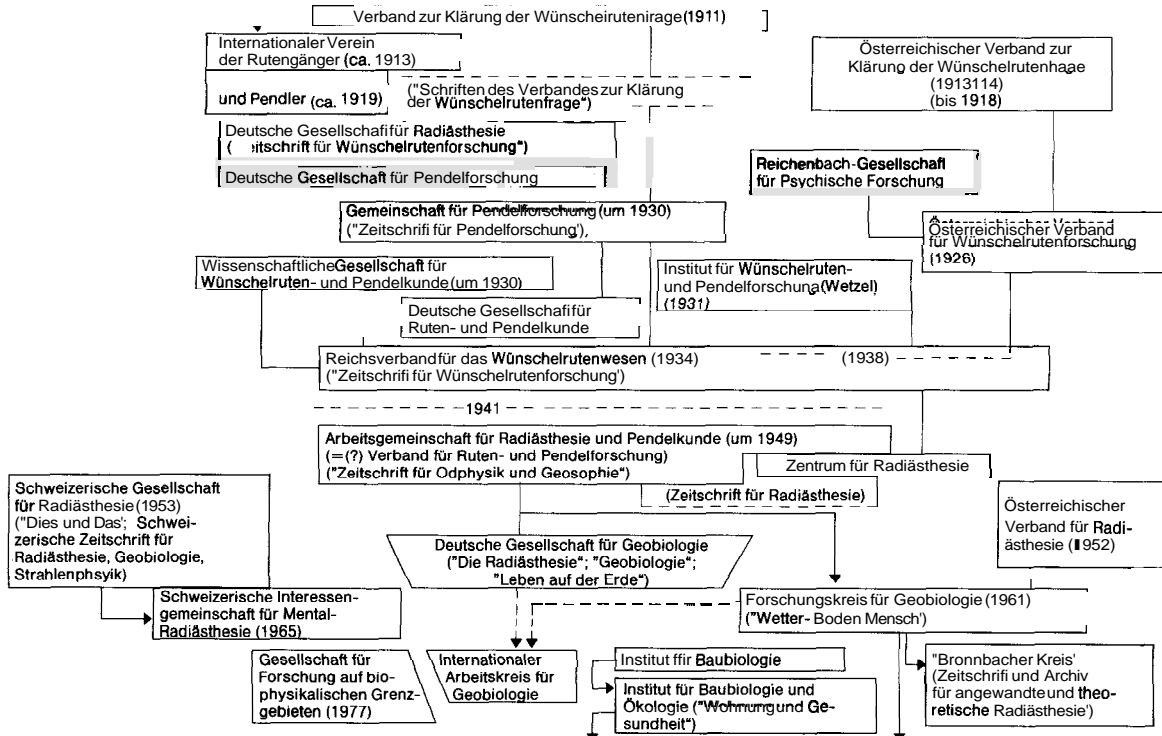 Verband zur Klärung der Wünscheirutenirage (1911)
Internationaler Verein
der Rutengänger (ca. 1913)
und Pendler (ca. 1919)
("Schriften des Verbandes zur Klärung
der Wünschelrutenfrage“)
Österreichischer Verband zur
Klärung der Wünschelrutenhaae
(1913114)
(bis 1918)
Deutsche Gesellschaifür Radiästhesie
( eitschrift für Wünschelrutenforschung“)
Deutsche Gesellschaft für Pendelforschung
Reichenbach-Gesellschaft
für Psychische Forschung
Gemeinschaft für Pendelforschung (um 1930)
("Zeitschrifi für Pendelforschung'),
Österreichischer Verband
für Wünschelrutenforschung
(1926)
Wissenschaftliche Gesellschaft für
Wünschelruten- und Pendelkunde (um 1930)
Institut für Wünschelruten-
und Pendelforschuna (Wetzel)
(1931)
Deutsche Gesellschaft für
Ruten- und Pendelkunde
Reichsverband für das Wünschelrutenwesen (1934) (1938)
("Zeitschrifi für Wünschelrutenforschung')
1941
Arbeitsgemeinschaft für Radiästhesie und Pendelkunde (um 1949)
(=(?) Verband für Ruten- und Pendelforschung)
("Zeitschrift für Odphysik und Geosophie“)
Zentrum für Radiästhesie
(Zeitschrift für Radiästhesie)
Schweizerische Gesellschaft
für Radiästhesie (1953)
("Dies und Das'; Schwei-
zerische Zeitschrift für
Radiästhesie, Geobiologie,
Strahlenphsyik)
Österreichischer
Verband für Radi-
ästhesie (1952)
Deutsche Gesellschaft für Geobiologie
("Die Radiästhesie“; "Geobiologie“;
"Leben auf der Erde“)
Schweizerische Interessen-
gemeinschaft für Mental-
Radiästhesie (1965)
Forschungskreis für Geobiologie (1961)
("Wetter- Boden Mensch')
Gesellschaft für
Forschung auf bio-
physikalischen Grenz-
gebieten (1977)
Internationaler
Arbeitskreis für
Geobiologie
Institut ffir Baubiologie
Institut für Baubiologie und
Ökologie ("Wohnung und Ge-
sundheit“)
"Bronnbacher Kreis'
(Zeitschrifi und Archiv
für angewandte und theo-
retische Radiästhesie')